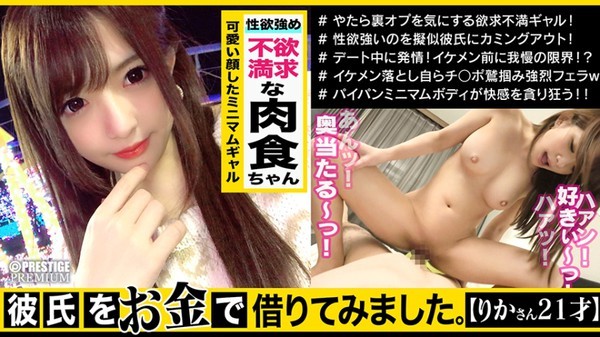 可愛い顔したミニマムギャル
性欲強め
欲求不満な肉食ちゃん
# やたら裏オプを気にする欲求不満ギャル!
# 性欲強いのを擬似彼氏にカミングアウト!
# デート中に発情!イケメン前に我慢の限界!?
# イケメン落とし自らチ〇ポ鷲掴み強烈フェラw
# パイパンミニマムボディが快感を貪り狂う!!
あんッ!
奥当たる〜っ!
ハァン!
好きぃ〜っ!
ハアッ!
@PRESTIGE
PREMIUM
彼氏をお金で借りてみました。【りかさん21才】